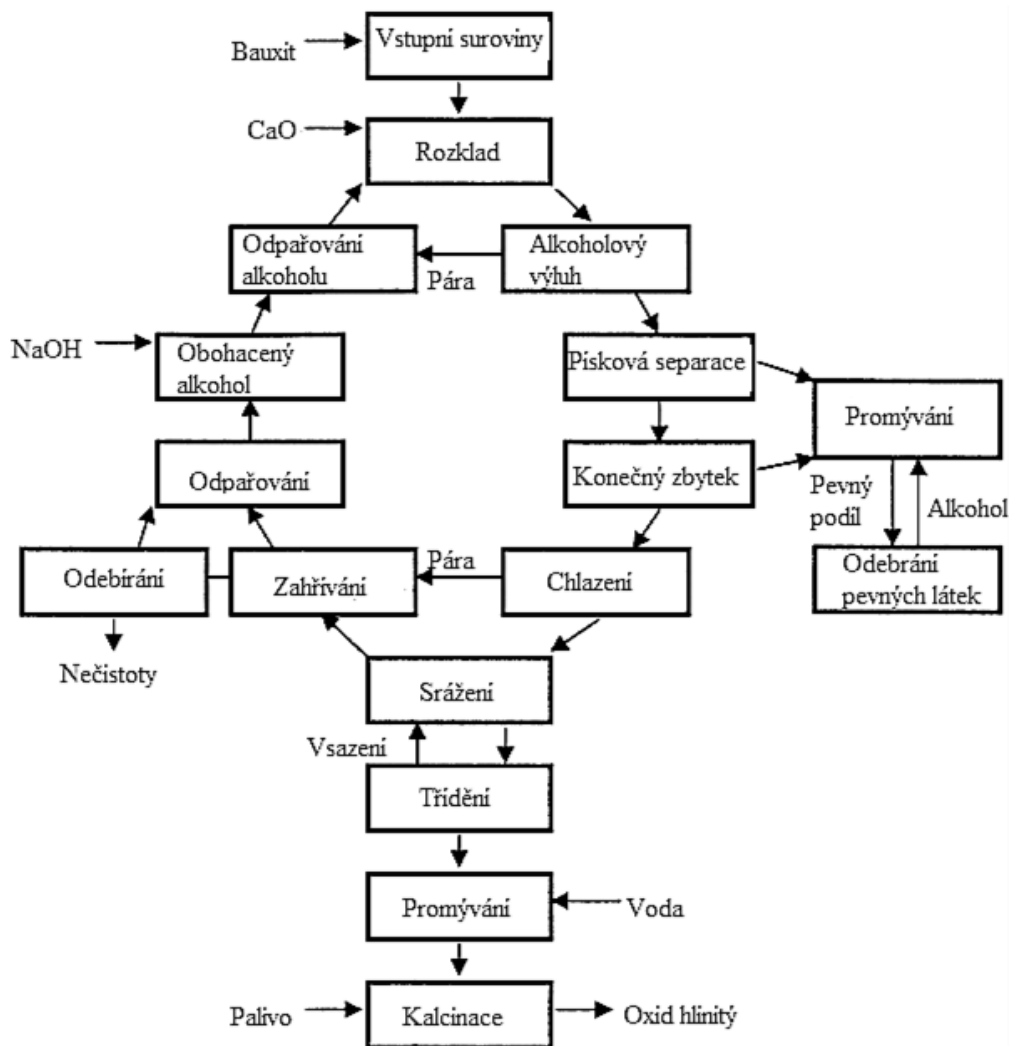 Bauxit
Vstupní suroviny
CaO
Rozklad
Odpařování
alkoholu
Pára
Alkoholový
výluh
NaOH
Obohacený
alkohol
Písková separace
Promývání
Odpařování
Konečný zbytek
Pevný
podíl
Alkohol
Odebírání
Zahřívání
Pára
Chlazení
Odebrání
pevných látek
Nečistoty
Srážení
Vsazení
Třídění
Promývání
Voda
Palivo
Kalcinace
Oxid hlinitý